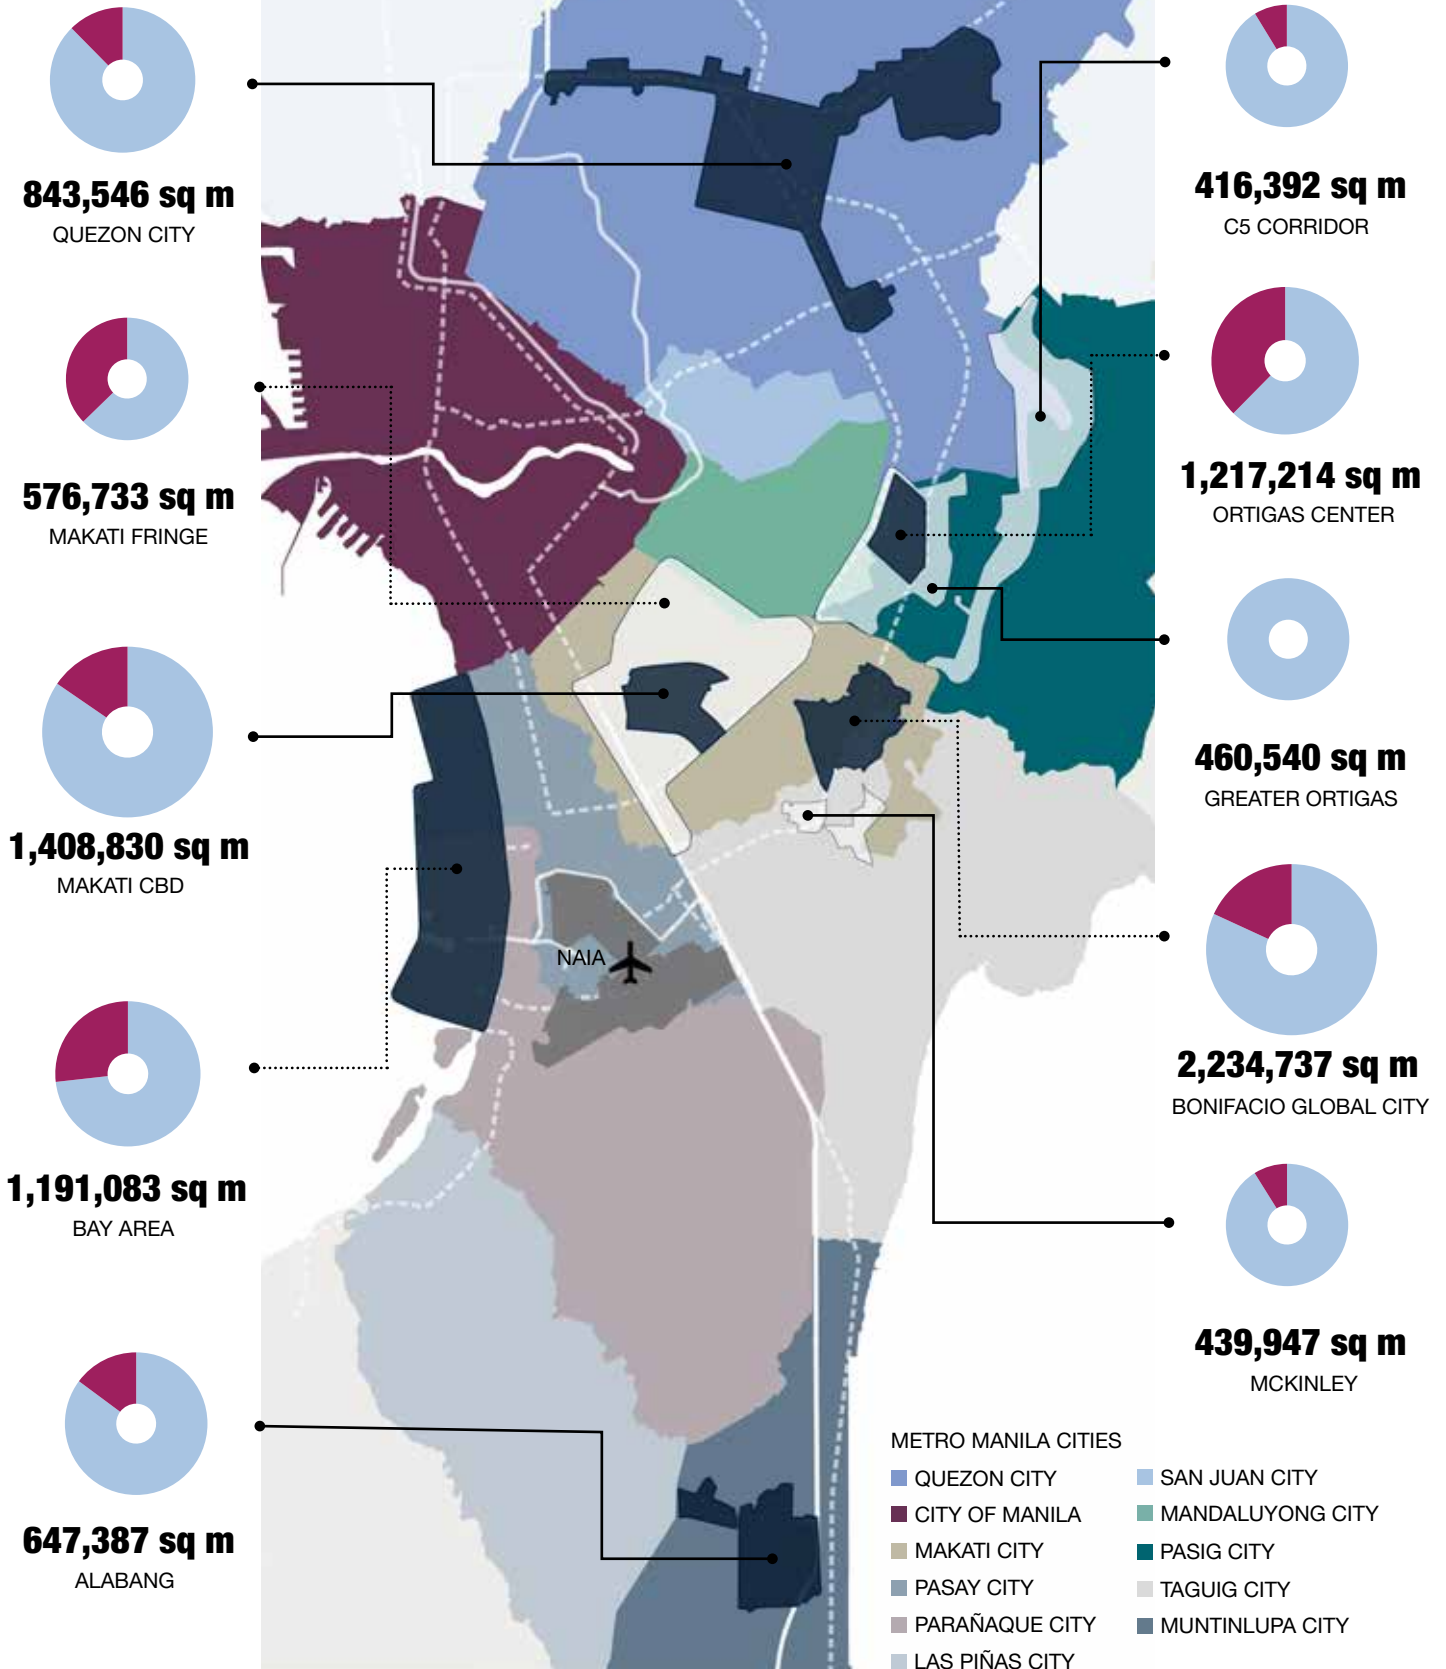 843,546 sq m
QUEZON CITY
576,733 sq m
MAKATI FRINGE
1,408,830 sq m
MAKATI CBD
1,191,083 sq m
BAY AREA
647,387 sq m
ALABANG
NAIA
416,392 sq m
C5 CORRIDOR
1,217,214 sq m
ORTIGAS CENTER
460,540 sq m
GREATER ORTIGAS
2,234,737 sq m
BONIFACIO GLOBAL CITY
439,947 sq m
MCKINLEY
METRO MANILA CITIES
QUEZON CITY
CITY OF MANILA
MAKATI CITY
PASAY CITY
PARAÑAQUE CITY
LAS PIÑAS CITY
SAN JUAN CITY
MANDALUYONG CITY
PASIG CITY
TAGUIG CITY
MUNTINLUPA CITY